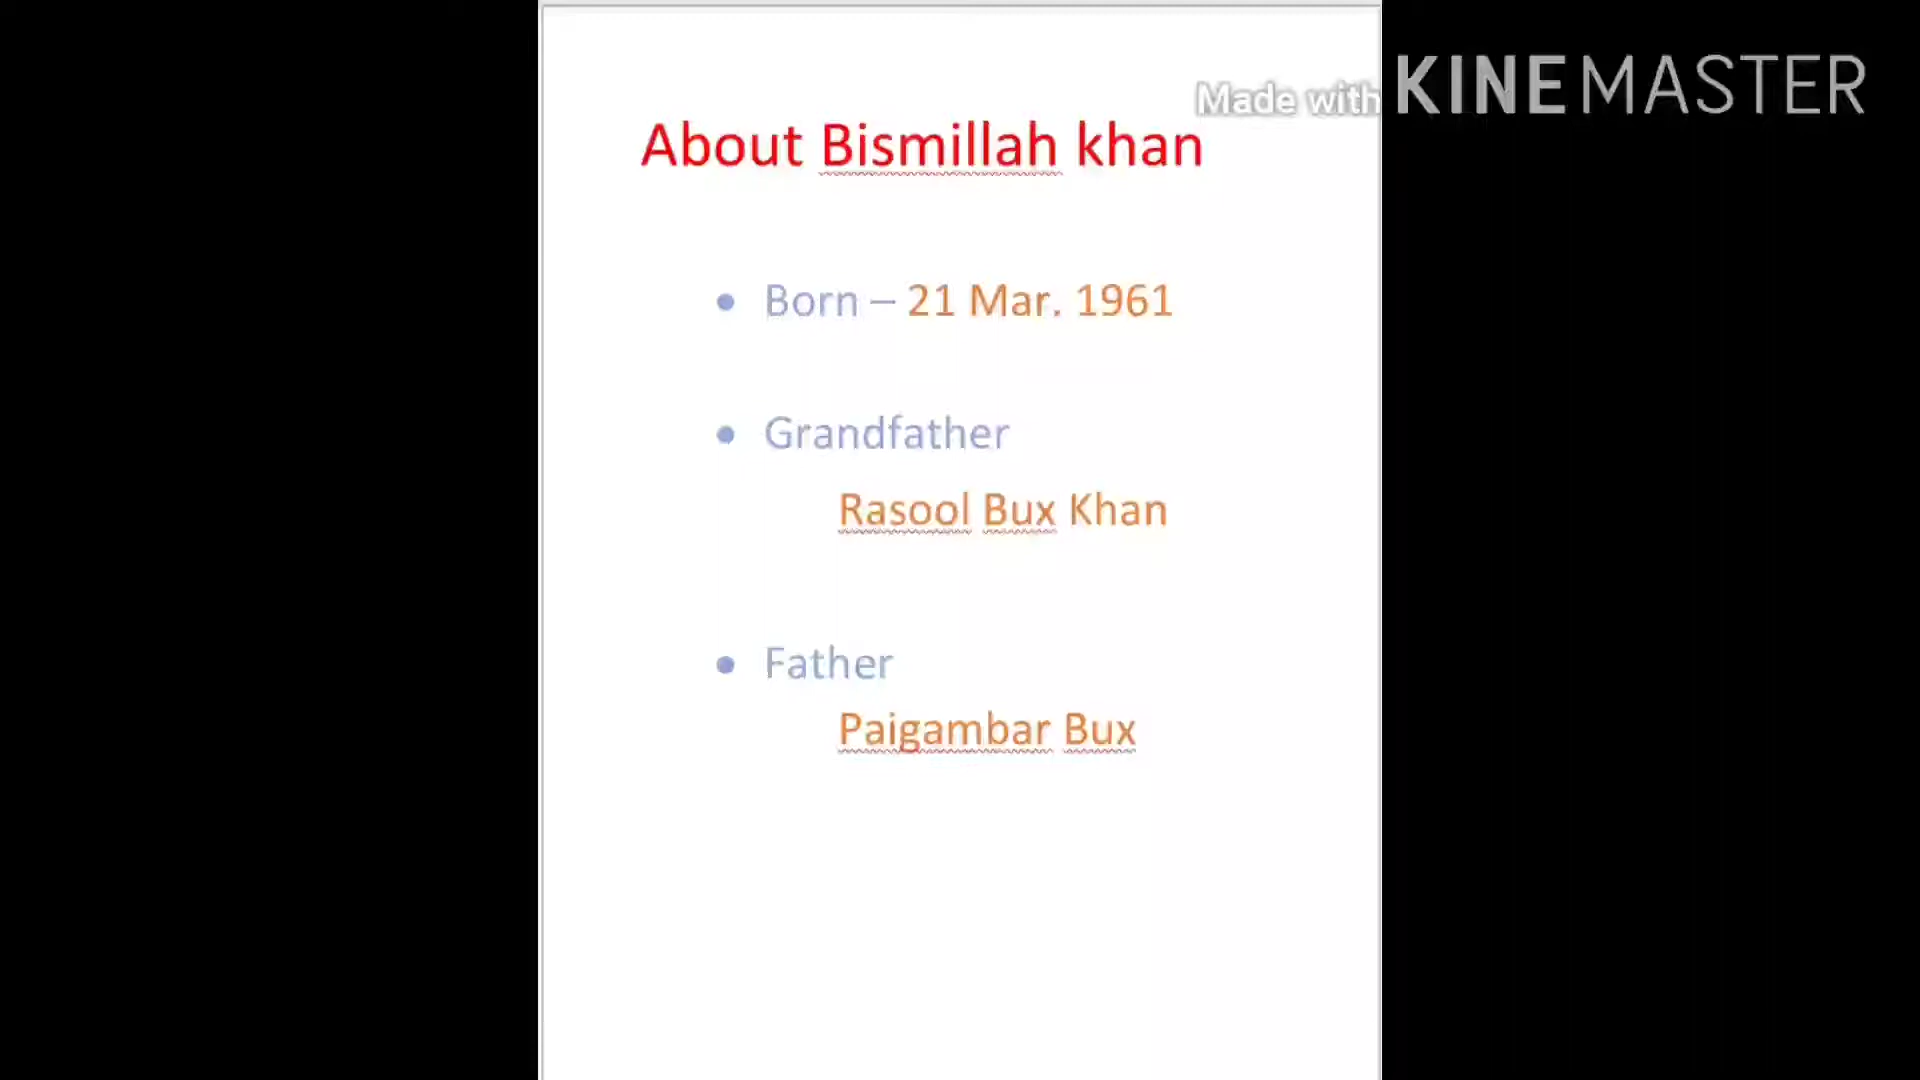 Made with KINEMASTER
About Bismillah khan
• Born – 21 Mar. 1961
• Grandfather
Rasool Bux Khan
• Father
Paigambar Bux